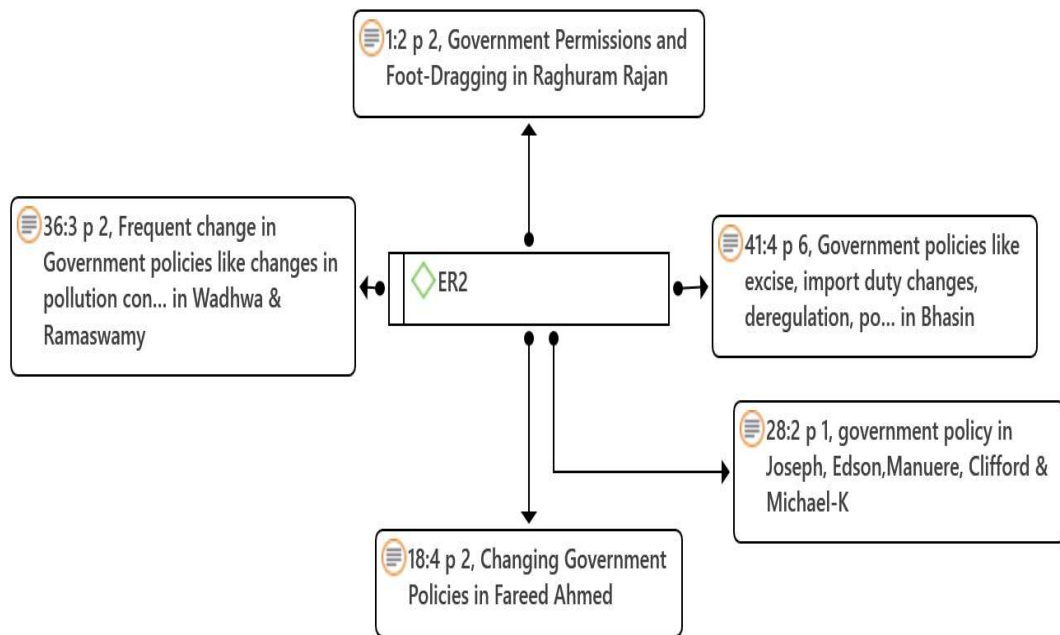 1:2 p 2, Government Permissions and
Foot-Dragging in Raghuram Rajan
36:3 p 2, Frequent change in
Government policies like changes in
pollution con... in Wadhwa &
Ramaswamy
ER2
41:4 p 6, Government policies like
excise, import duty changes,
deregulation, po... in Bhasin
28:2 p 1, government policy in
Joseph, Edson,Manuere, Clifford &
Michael-K
18:4 p 2, Changing Government
Policies in Fareed Ahmed